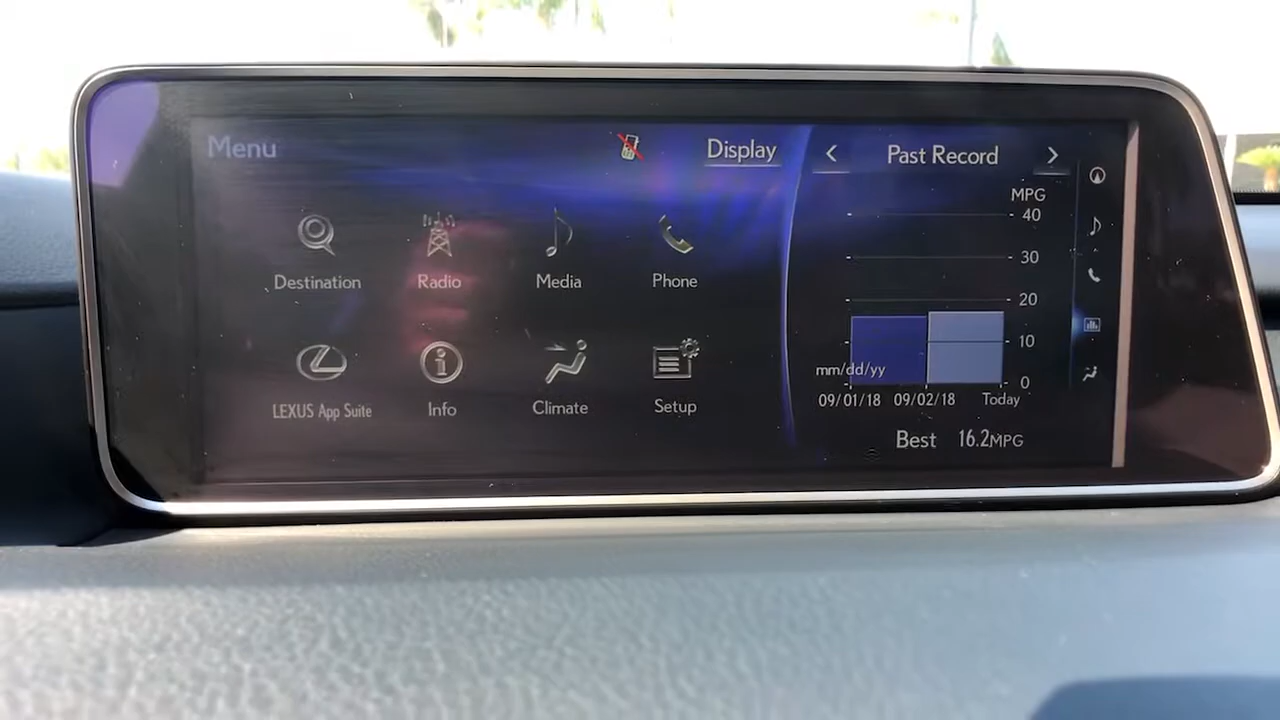 Menu
Display
Past Record
Destination
Radio
Media
Phone
LEXUS App Suite
Info
Climate
Setup
MPG
40
30
20
10
0
mm/dd/yy
09/01/18
09/02/18
Today
Best 16.2MPG